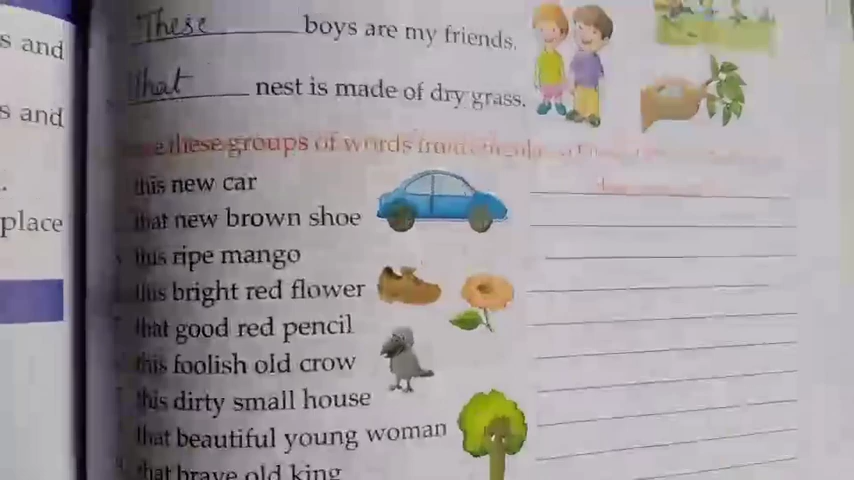 s and
These boys are my friends.
That nest is made of dry grass.
s and
these groups of words from
this new car
that new brown shoe
place
this ripe mango
this bright red flower
that good red pencil
this foolish old crow
this dirty small house
that beautiful young woman
that brave old king